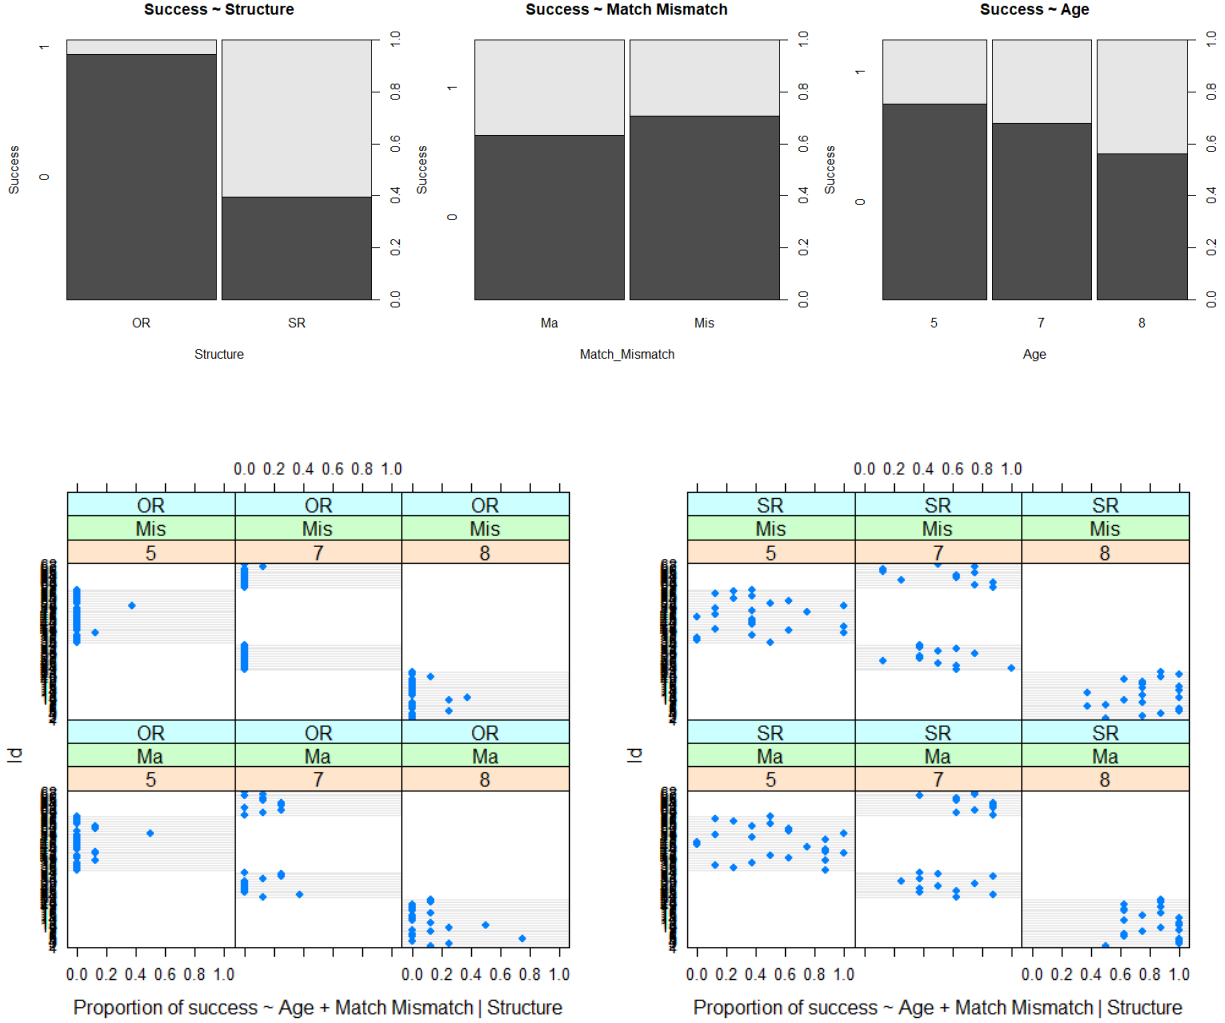 Success ~ Structure
Success ~ Match Mismatch
Success ~ Age
Success
1
0
0.0 0.2 0.4 0.6 0.8 1.0
OR SR
Structure
Success
1
0
0.0 0.2 0.4 0.6 0.8 1.0
Ma Mis
Match_Mismatch
Success
1
0
0.0 0.2 0.4 0.6 0.8 1.0
5 7 8
Age
0.0 0.2 0.4 0.6 0.8 1.0
OR OR OR
Mis Mis Mis
5 7 8
OR OR OR
Ma Ma Ma
5 7 8
Id
0.0 0.2 0.4 0.6 0.8 1.0
0.0 0.2 0.4 0.6 0.8 1.0
Proportion of success ~ Age + Match Mismatch | Structure
0.0 0.2 0.4 0.6 0.8 1.0
SR SR SR
Mis Mis Mis
5 7 8
SR SR SR
Ma Ma Ma
5 7 8
Id
0.0 0.2 0.4 0.6 0.8 1.0
0.0 0.2 0.4 0.6 0.8 1.0
Proportion of success ~ Age + Match Mismatch | Structure